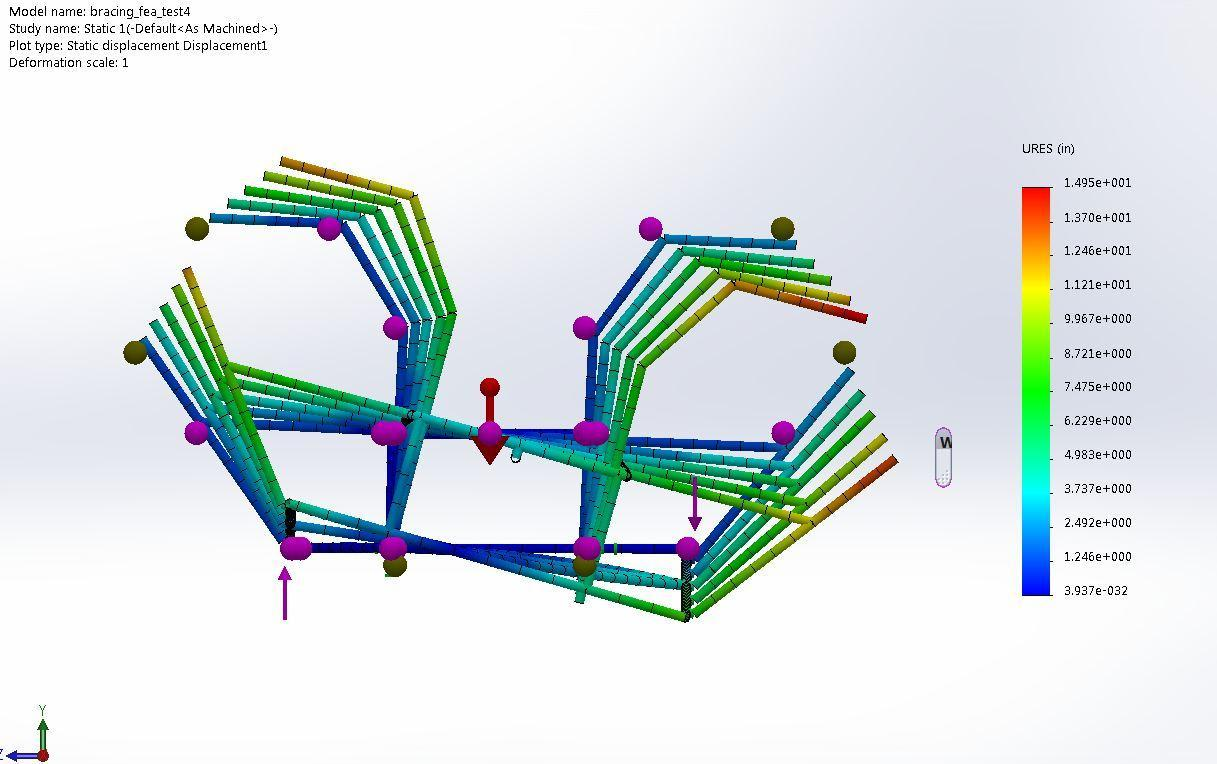 Model name: bracing_fea_test4
Study name: Static 1(-Default<As Machined>-)
Plot type: Static displacement Displacement1
Deformation scale: 1
URES (in)
1.495e+001
1.370e+001
1.246e+001
1.121e+001
9.967e+000
8.721e+000
7.475e+000
6.229e+000
4.983e+000
3.737e+000
2.492e+000
1.246e+000
3.937e-032
W
Y
Z